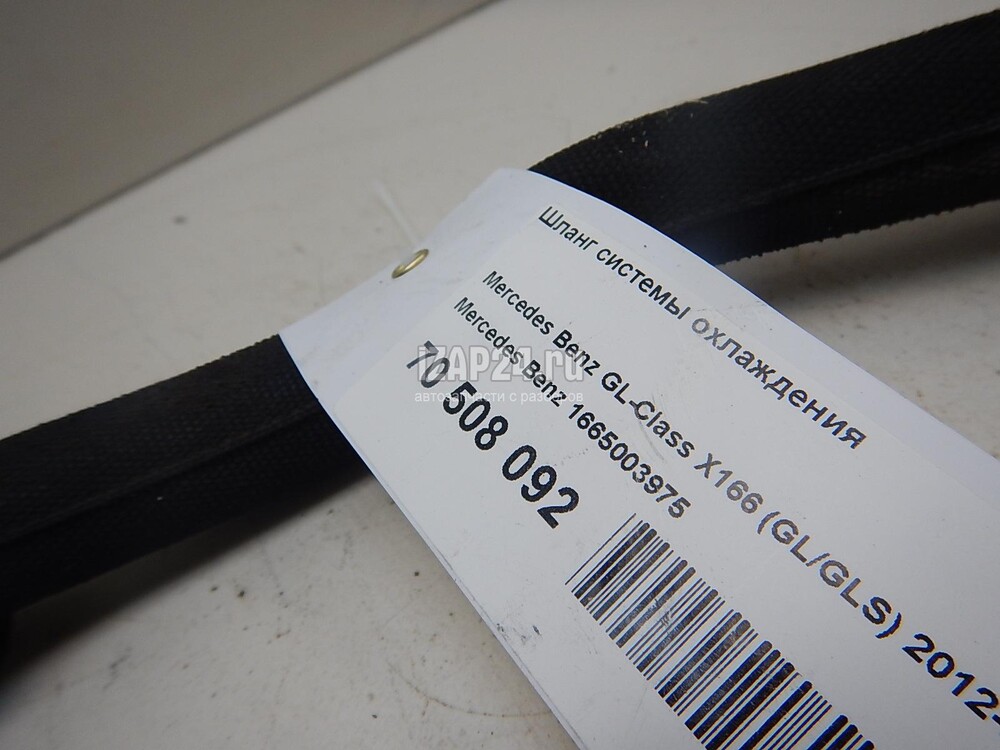 Шланг системы охлаждения
Mercedes Benz GL-Class X166 (GL/GLS) 2012-
Mercedes Benz 1665003975
70 508 092
iZAP24.ru
автозапчасти с разборов